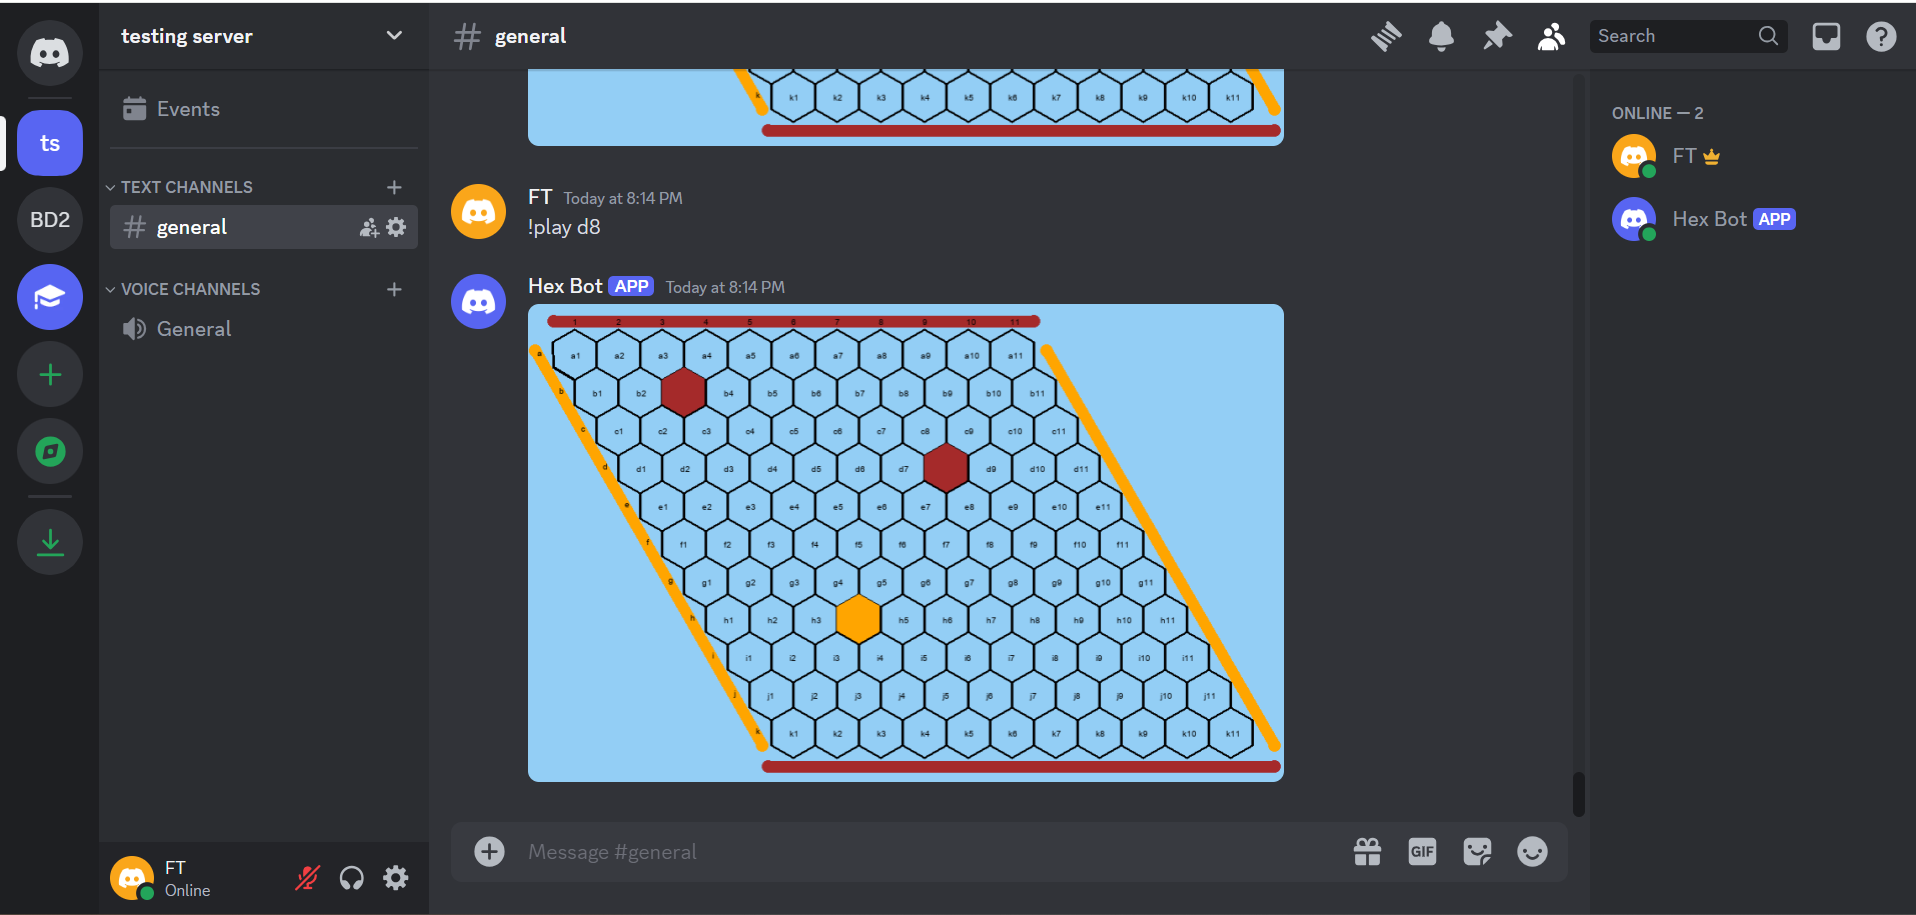 testing server
# general
Search
ts
BD2
Events
TEXT CHANNELS
general
VOICE CHANNELS
General
FT
Online
k k1 k2 k3 k4 k5 k6 k7 k8 k9 k10 k11
FT Today at 8:14 PM
!play d8
Hex Bot APP Today at 8:14 PM
1 2 3 4 5 6 7 8 9 10 11
a a1 a2 a3 a4 a5 a6 a7 a8 a9 a10 a11
b b1 b2 b4 b5 b6 b7 b8 b9 b10 b11
c c1 c2 c3 c4 c5 c6 c7 c8 c9 c10 c11
d d1 d2 d3 d4 d5 d6 d7 d9 d10 d11
e e1 e2 e3 e4 e5 e6 e7 e8 e9 e10 e11
f f1 f2 f3 f4 f5 f6 f7 f8 f9 f10 f11
g g1 g2 g3 g4 g5 g6 g7 g8 g9 g10 g11
h h1 h2 h3 h5 h6 h7 h8 h9 h10 h11
i i1 i2 i3 i4 i5 i6 i7 i8 i9 i10 i11
j j1 j2 j3 j4 j5 j6 j7 j8 j9 j10 j11
k k1 k2 k3 k4 k5 k6 k7 k8 k9 k10 k11
Message #general
GIF
ONLINE — 2
FT
Hex Bot APP